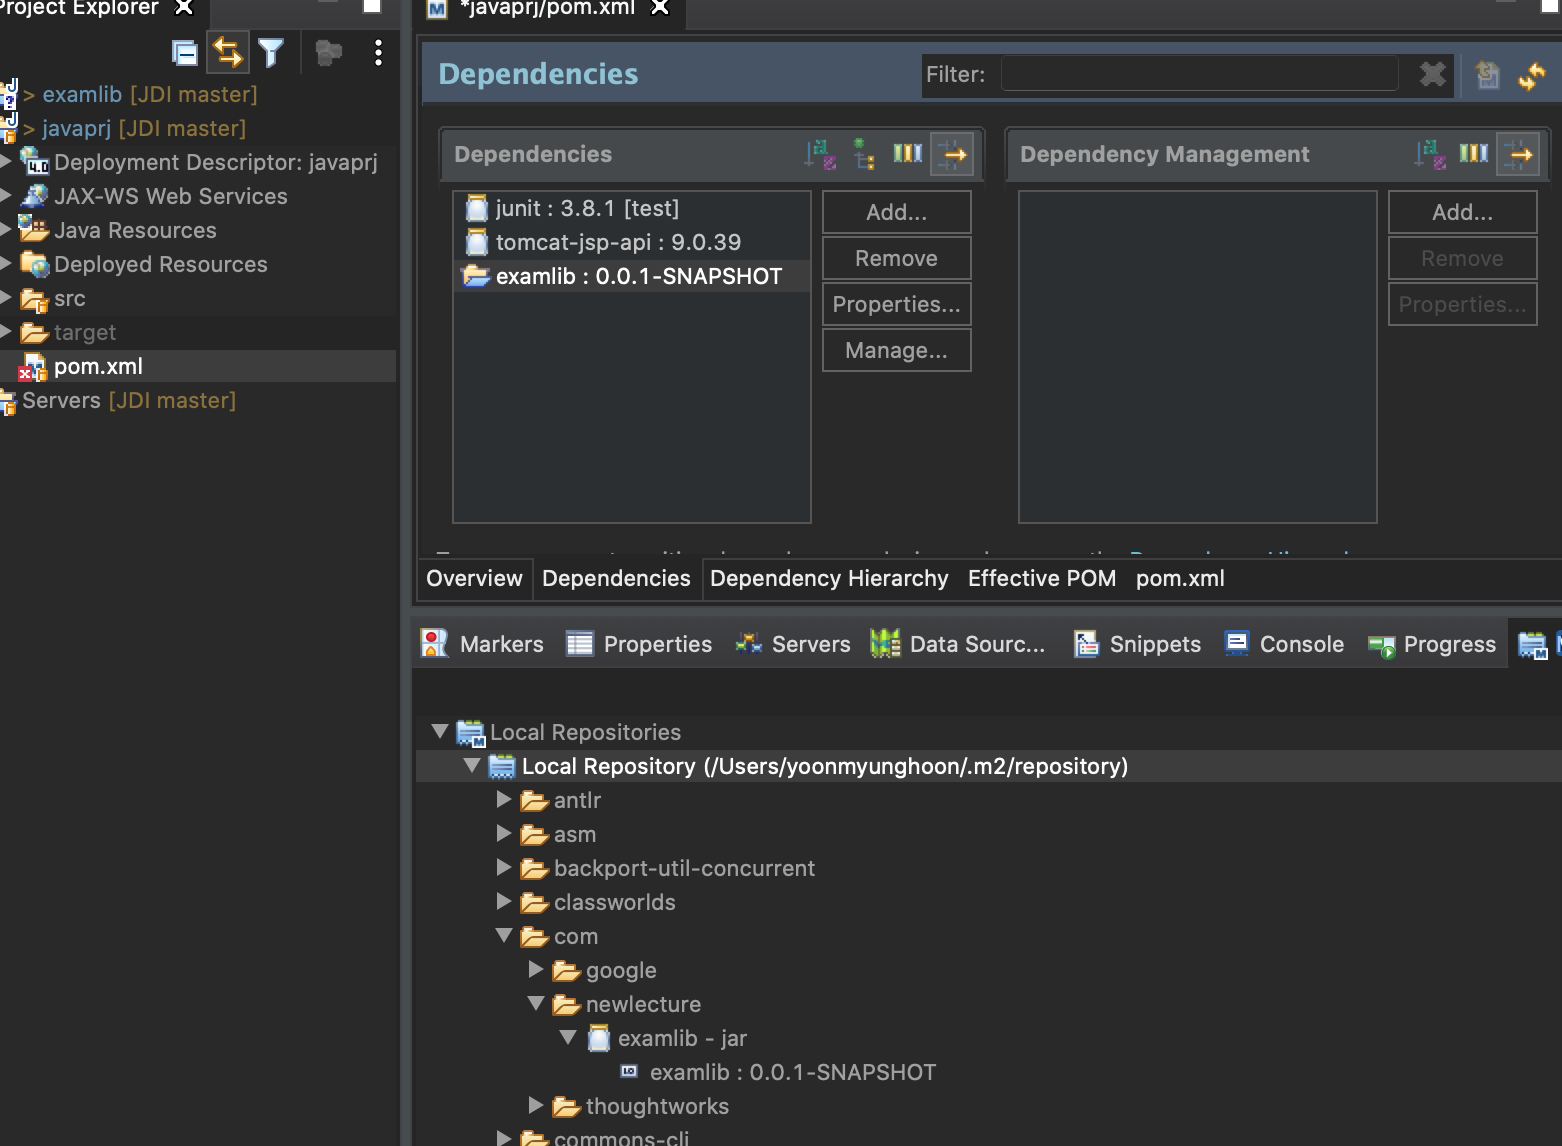 Project Explorer
> examlib [JDI master]
> javaprj [JDI master]
Deployment Descriptor: javaprj
JAX-WS Web Services
Java Resources
Deployed Resources
src
target
pom.xml
Servers [JDI master]
*javaprj/pom.xml
Dependencies
Filter:
Dependencies
junit : 3.8.1 [test]
tomcat-jsp-api : 9.0.39
examlib : 0.0.1-SNAPSHOT
Add...
Remove
Properties...
Manage...
Dependency Management
Add...
Remove
Properties...
Overview
Dependencies
Dependency Hierarchy
Effective POM
pom.xml
Markers
Properties
Servers
Data Sourc...
Snippets
Console
Progress
Local Repositories
Local Repository (/Users/yoonmyunghoon/.m2/repository)
antlr
asm
backport-util-concurrent
classworlds
com
google
newlecture
examlib - jar
examlib : 0.0.1-SNAPSHOT
thoughtworks
commons-cli